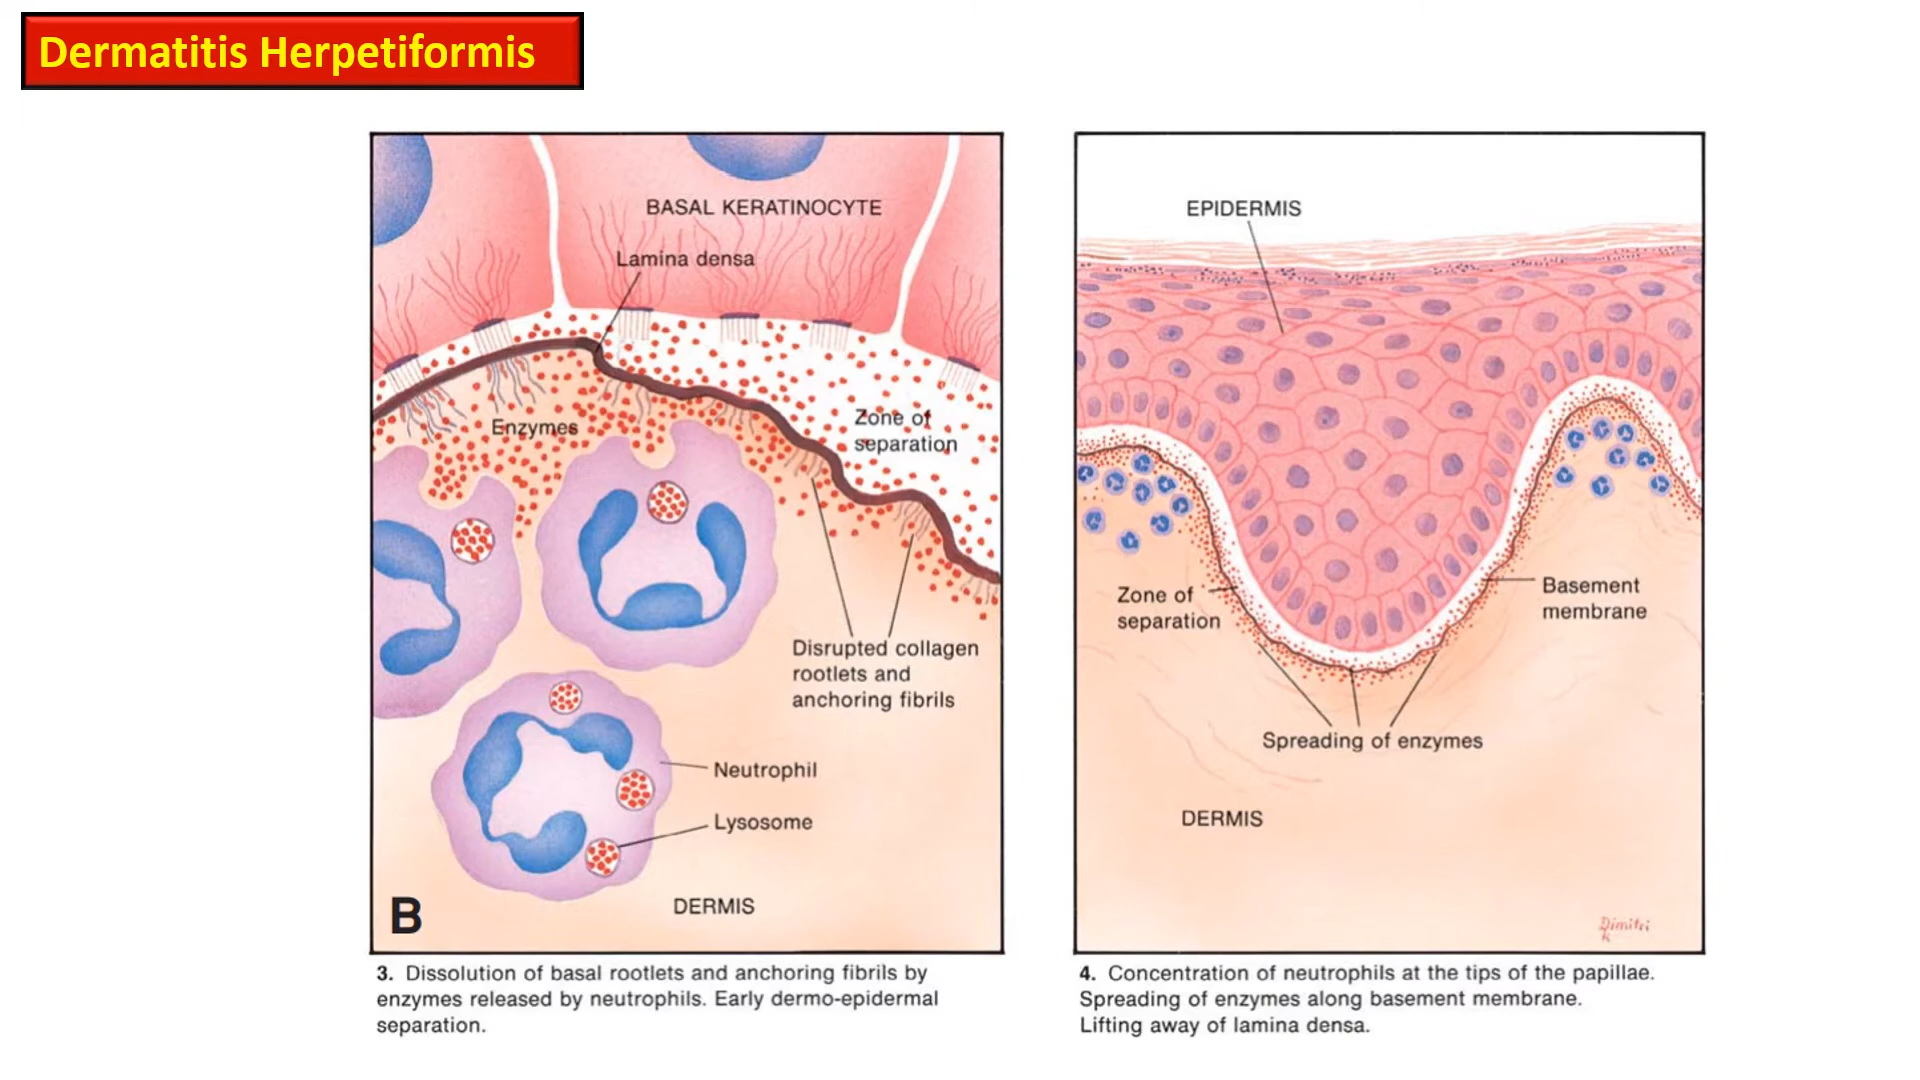 Dermatitis Herpetiformis
BASAL KERATINOCYTE
Lamina densa
Zone of
separation
Enzymes
Disrupted collagen
rootlets and
anchoring fibrils
Neutrophil
Lysosome
DERMIS
B
3. Dissolution of basal rootlets and anchoring fibrils by
enzymes released by neutrophils. Early dermo-epidermal
separation.
EPIDERMIS
Zone of
separation
Basement
membrane
Spreading of enzymes
DERMIS
Dimitri
K
4. Concentration of neutrophils at the tips of the papillae.
Spreading of enzymes along basement membrane.
Lifting away of lamina densa.